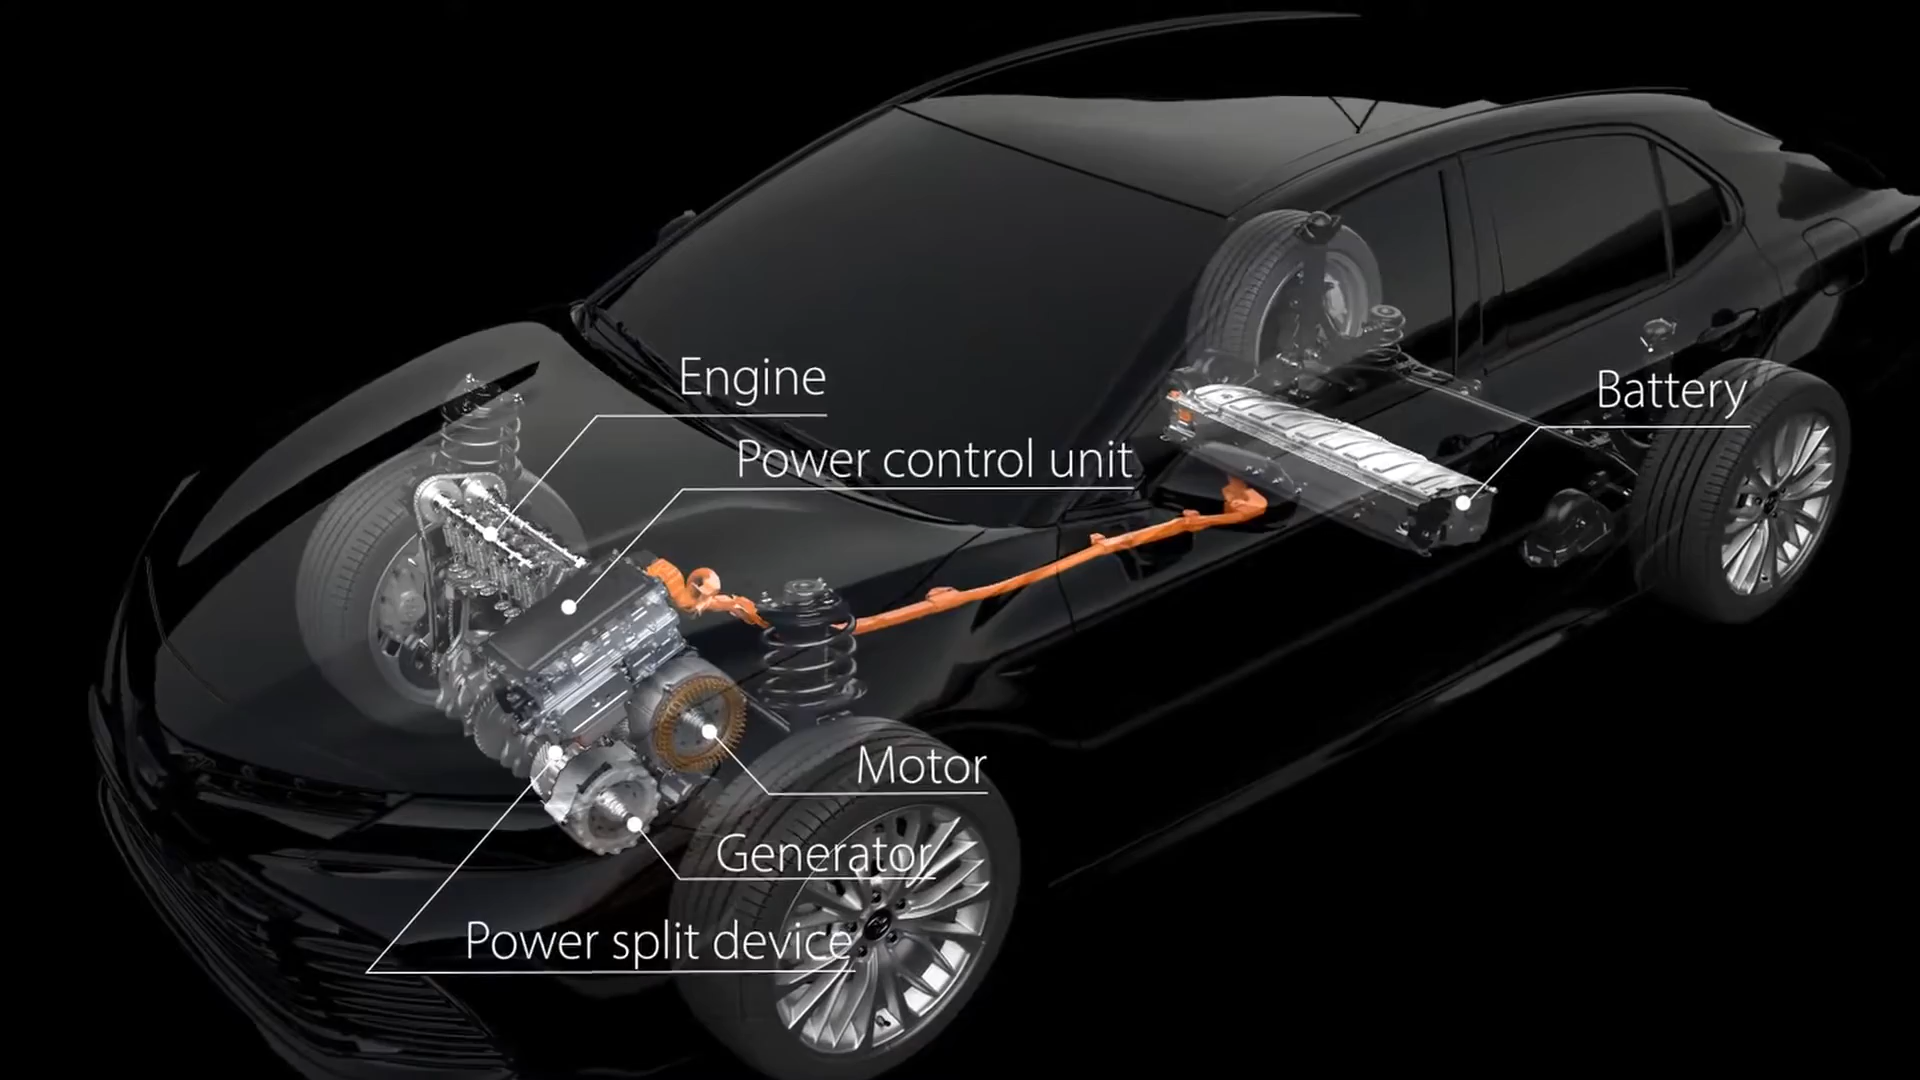 Engine
Battery
Power control unit
Motor
Generator
Power split device